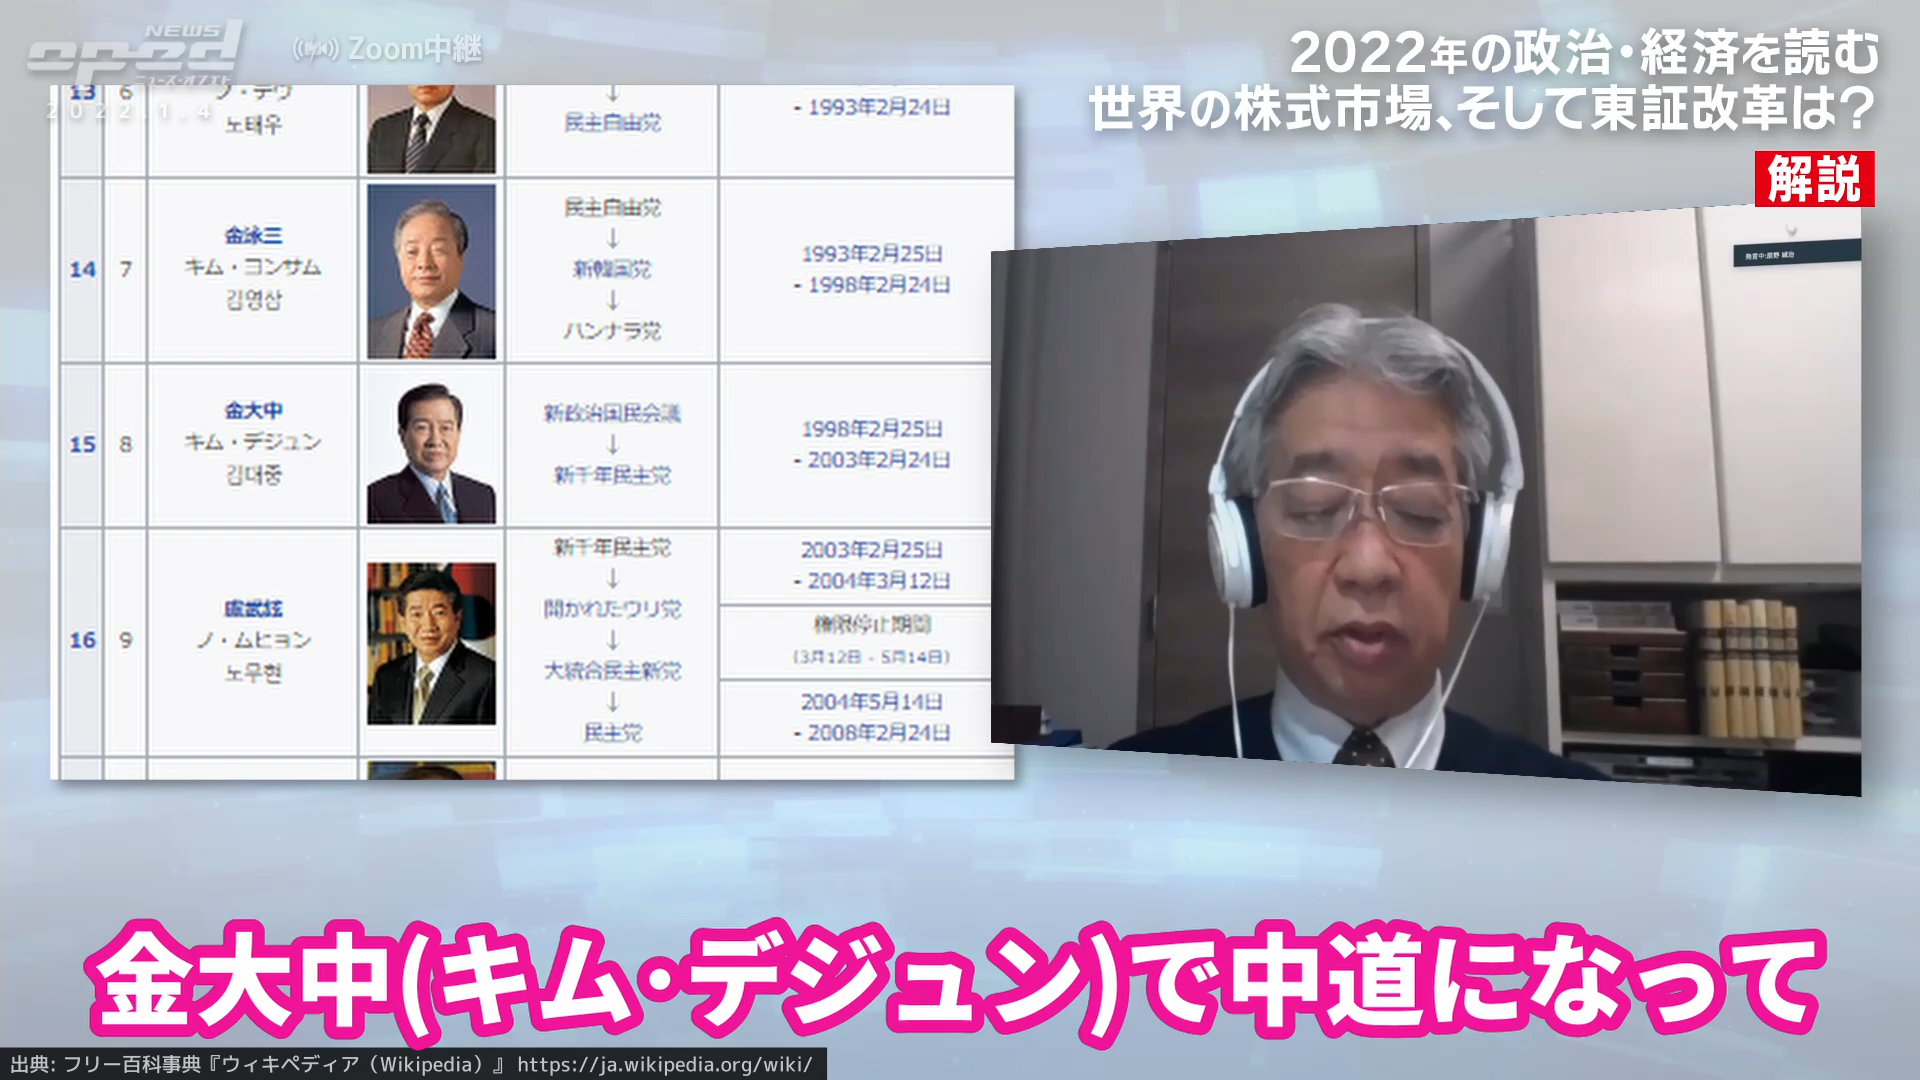 NEWS
oped
ニュース・オプエド
2022.1.4
Zoom中継
2022年の政治・経済を読む
世界の株式市場、そして東証改革は?
解説
発言中:原野 城治
13
6
ノ・テウ
노태우
↓
民主自由党
- 1993年2月24日
14
7
金泳三
キム・ヨンサム
김영삼
民主自由党
↓
新韓国党
↓
ハンナラ党
1993年2月25日
- 1998年2月24日
15
8
金大中
キム・デジュン
김대중
新政治国民会議
↓
新千年民主党
1998年2月25日
- 2003年2月24日
16
9
盧武鉉
ノ・ムヒョン
노무현
新千年民主党
↓
開かれたウリ党
↓
大統合民主新党
↓
民主党
2003年2月25日
- 2004年3月12日
権限停止期間
(3月12日 - 5月14日)
2004年5月14日
- 2008年2月24日
金大中(キム・デジュン)で中道になって
出典: フリー百科事典『ウィキペディア（Wikipedia）』 https://ja.wikipedia.org/wiki/